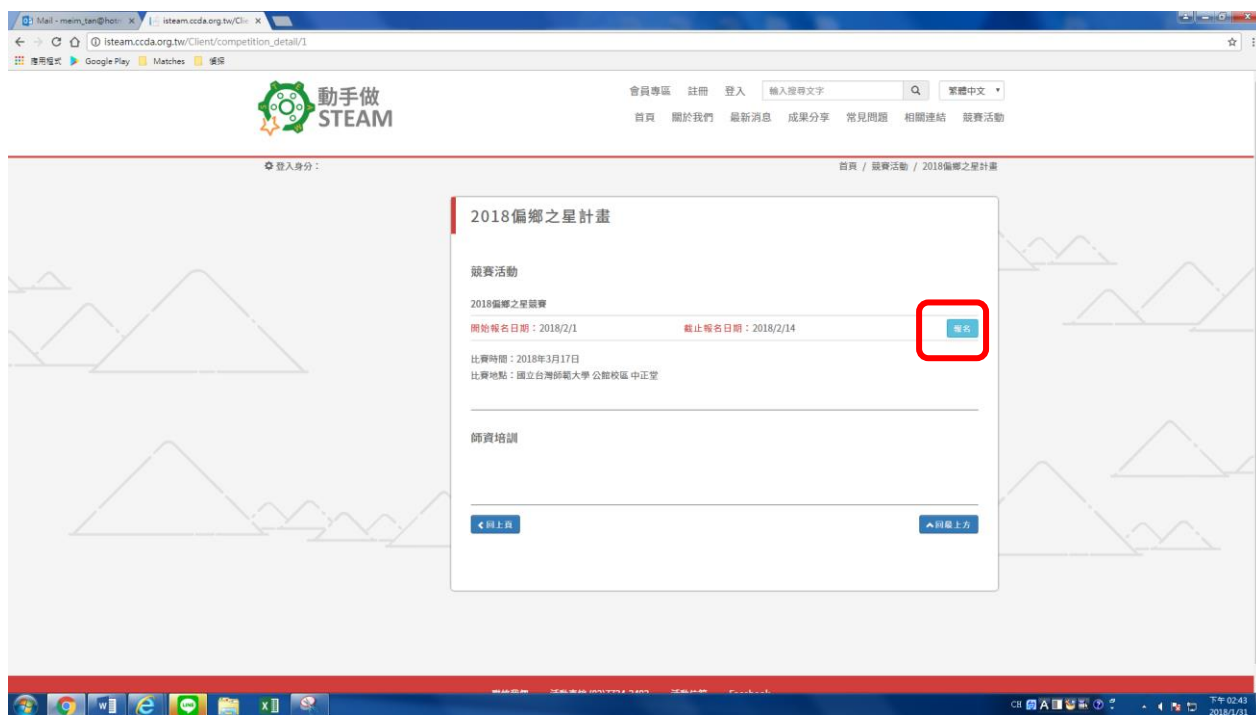 Mail - meim_tan@hot
isteam.ccda.org.tw/Clie
isteam.ccda.org.tw/Client/competition_detail/1
應用程式 Google Play Matches
動手做
STEAM
會員專區 註冊 登入 輸入搜尋文字 繁體中文
首頁 關於我們 最新消息 成果分享 常見問題 相關連結 競賽活動
登入身分：
首頁 / 競賽活動 / 2018偏鄉之星計畫
2018偏鄉之星計畫
競賽活動
2018偏鄉之星競賽
開始報名日期：2018/2/1 截止報名日期：2018/2/14 報名
比賽時間：2018年3月17日
比賽地點：國立台灣師範大學 公館校區 中正堂
師資培訓
回上頁 回最上方
CH
下午 02:43
2018/1/31